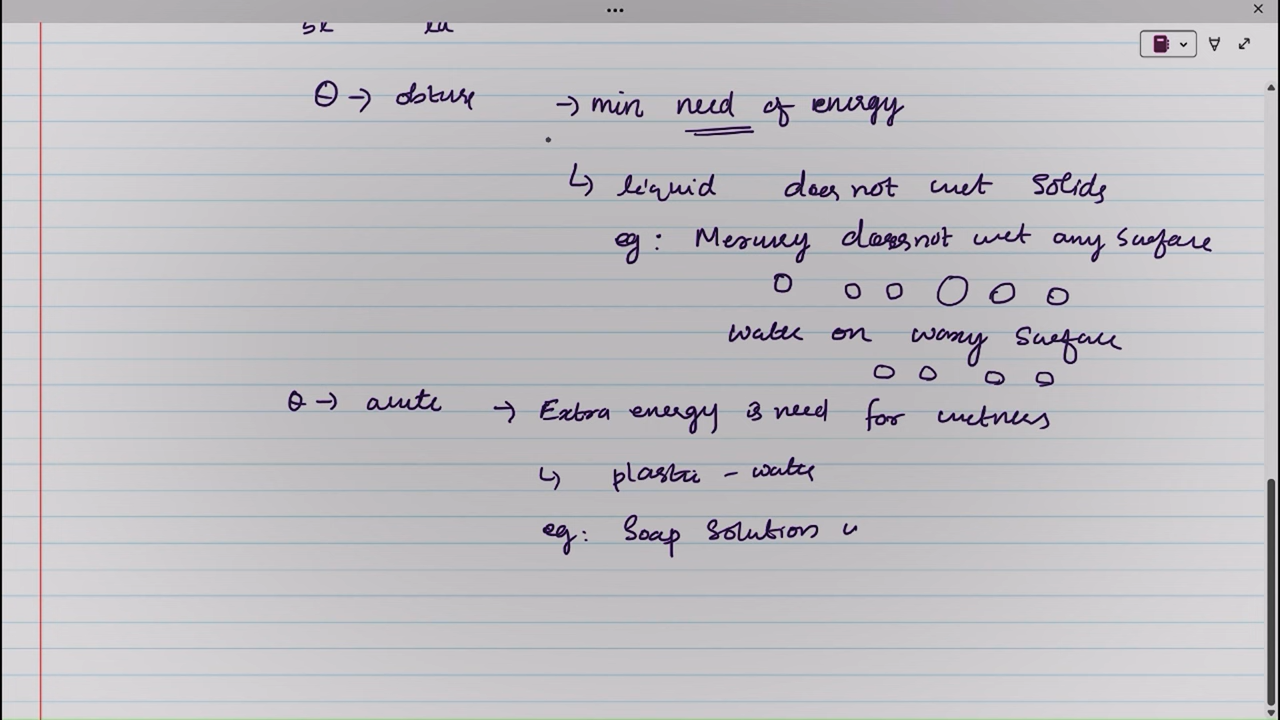 θ → obtuse → min need of energy
↳ liquid does not wet solids
eg: Mercury does not wet any surface
water on waxy surface
θ → acute → Extra energy is need for wetness
↳ plastic - water
eg: Soap solution